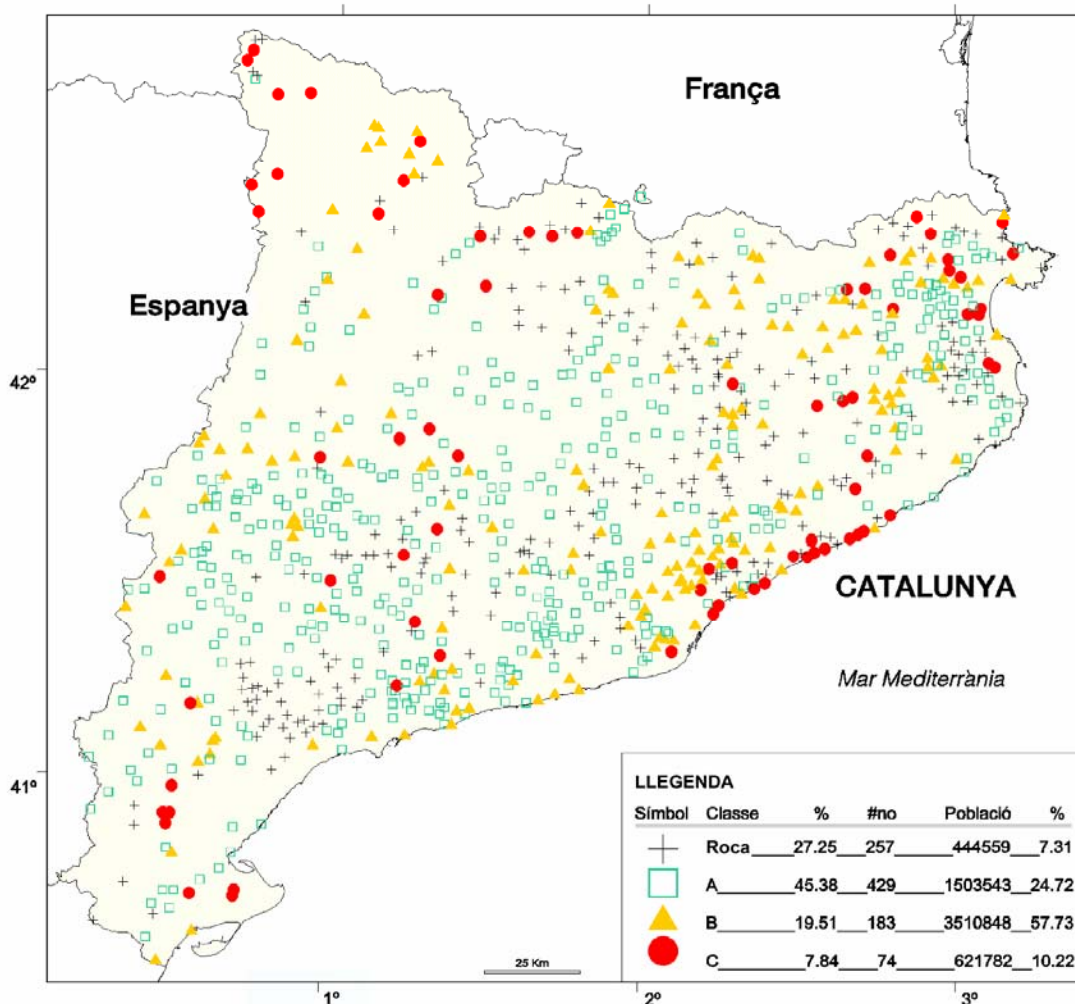 França
Espanya
42º
CATALUNYA
Mar Mediterrània
41º
LLEGENDA
Símbol Classe % #no Població %
Roca 27.25 257 444559 7.31
A 45.38 429 1503543 24.72
B 19.51 183 3510848 57.73
C 7.84 74 621782 10.22
25 Km
1º 2º 3º